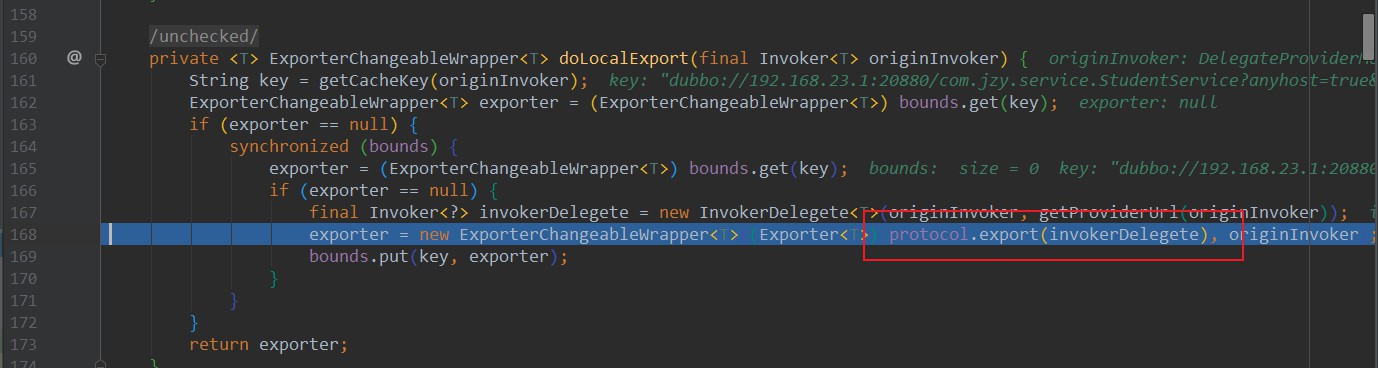 158
159 /unchecked/
160 @ private <T> ExporterChangeableWrapper<T> doLocalExport(final Invoker<T> originInvoker) { originInvoker: DelegateProviderM
161 String key = getCacheKey(originInvoker); key: "dubbo://192.168.23.1:20880/com.jzy.service.StudentService?anyhost=true&
162 ExporterChangeableWrapper<T> exporter = (ExporterChangeableWrapper<T>) bounds.get(key); exporter: null
163 if (exporter == null) {
164 synchronized (bounds) {
165 exporter = (ExporterChangeableWrapper<T>) bounds.get(key); bounds: size = 0 key: "dubbo://192.168.23.1:20880
166 if (exporter == null) {
167 final Invoker<?> invokerDelegete = new InvokerDelegete<T>(originInvoker, getProviderUrl(originInvoker));
168 exporter = new ExporterChangeableWrapper<T>((Exporter<T>) protocol.export(invokerDelegete), originInvoker);
169 bounds.put(key, exporter);
170 }
171 }
172 }
173 return exporter;
174 }